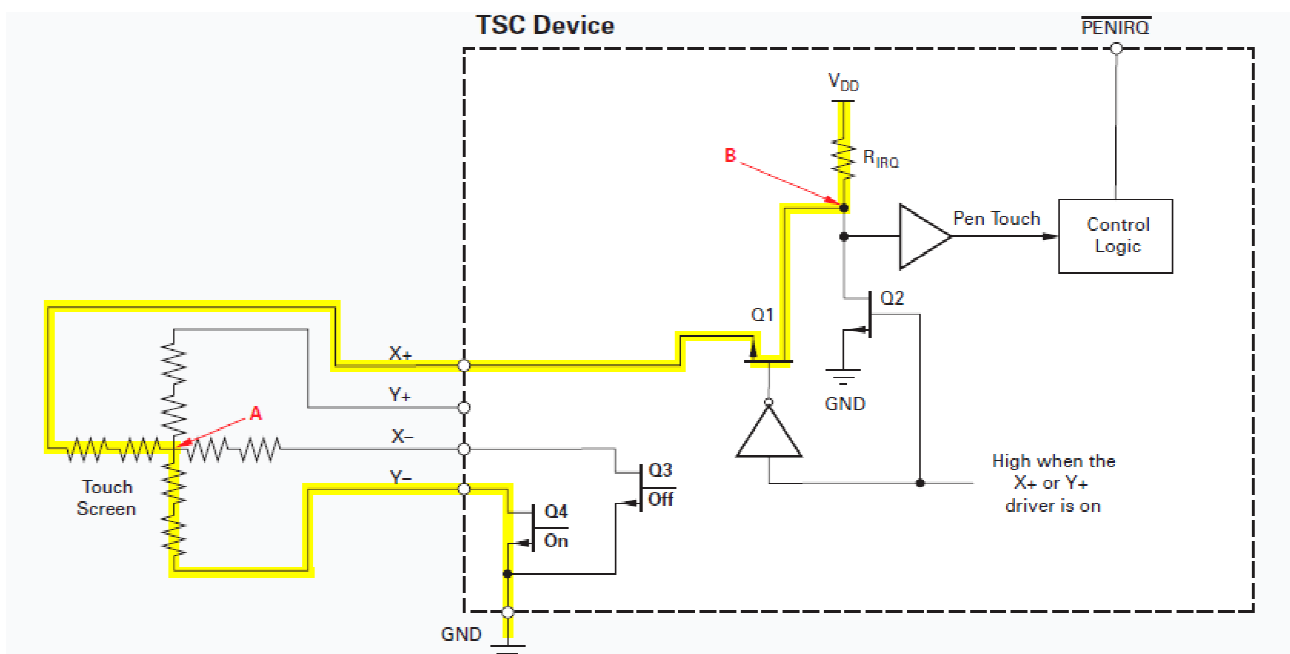 TSC Device
PENIRQ
VDD
B
RIRQ
Pen Touch
Control
Logic
Q2
Q1
X+
Y+
GND
A
X–
High when the
X+ or Y+
driver is on
Q3
Off
Touch
Screen
Y–
Q4
On
GND